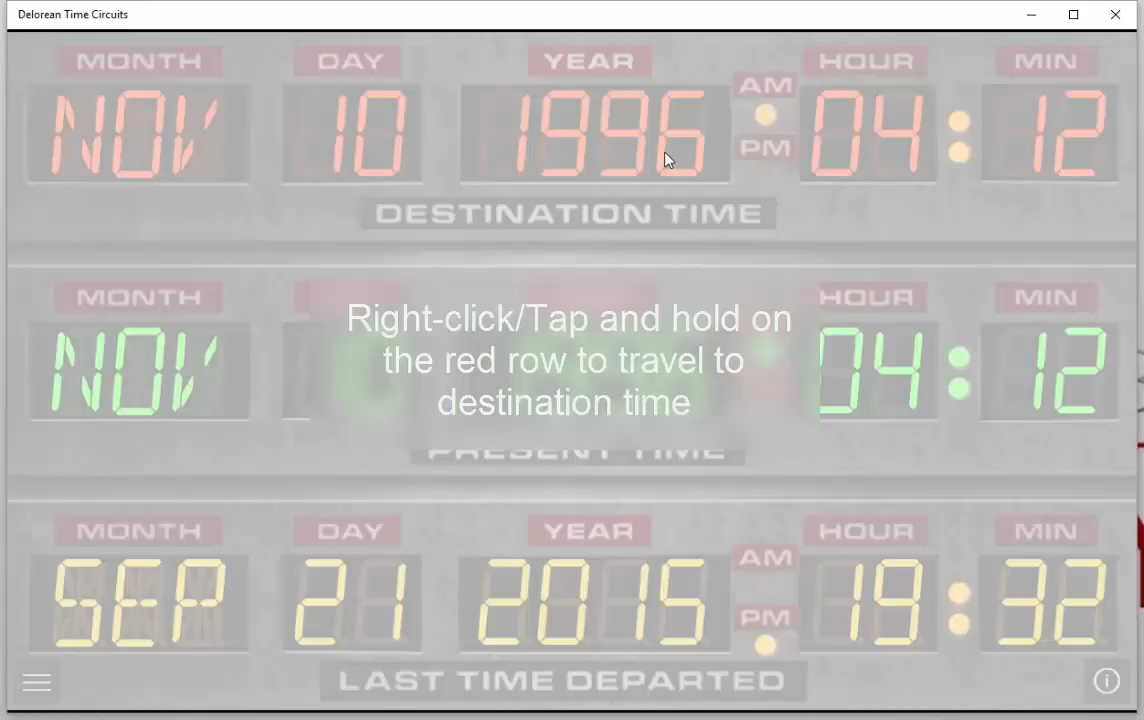 Delorean Time Circuits
MONTH DAY YEAR AM HOUR MIN
NOV 10 1996 PM 04:12
DESTINATION TIME
MONTH HOUR MIN
NOV 04:12
Right-click/Tap and hold on
the red row to travel to
destination time
PRESENT TIME
MONTH DAY YEAR AM HOUR MIN
SEP 21 2015 PM 19:32
LAST TIME DEPARTED